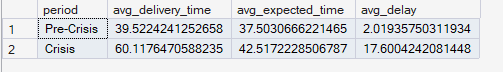 period avg_delivery_time avg_expected_time avg_delay
1 Pre-Crisis 39.5224241252658 37.5030666221465 2.01935750311934
2 Crisis 60.1176470588235 42.5172228506787 17.6004242081448